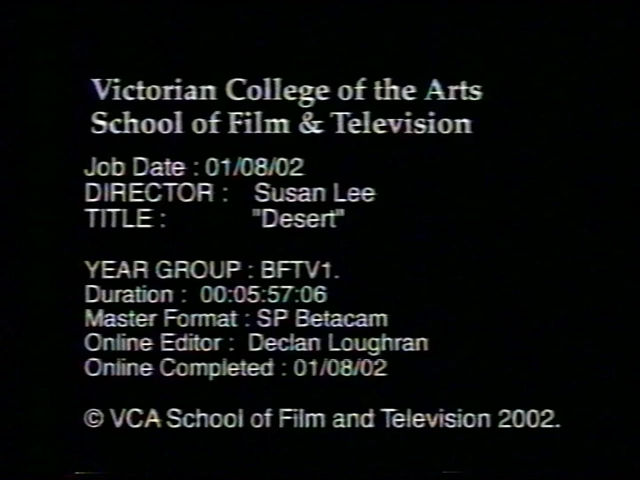 Victorian College of the Arts
School of Film & Television
Job Date : 01/08/02
DIRECTOR : Susan Lee
TITLE : "Desert"
YEAR GROUP : BFTV1.
Duration : 00:05:57:06
Master Format : SP Betacam
Online Editor : Declan Loughran
Online Completed : 01/08/02
© VCA School of Film and Television 2002.